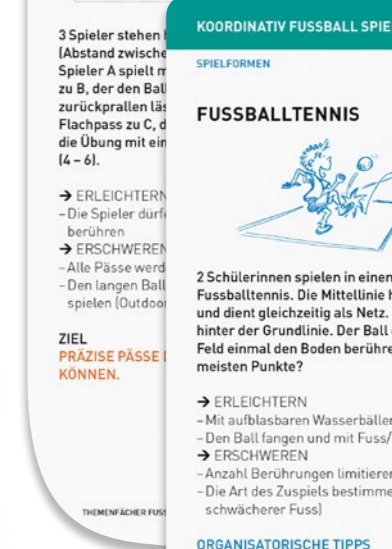 3 Spieler stehen
(Abstand zwische
Spieler A spielt m
zu B, der den Bal
zurückprallen läs
Flachpass zu C, d
die Übung mit ein
(4 – 6).
→ ERLEICHTERN
– Die Spieler dürfe
berühren
→ ERSCHWEREN
– Alle Pässe werd
– Den langen Ball
spielen (Outdoor
ZIEL
PRÄZISE PÄSSE
KÖNNEN.
THEMENFÄCHER FUSS
KOORDINATIV FUSSBALL SPIE
SPIELFORMEN
FUSSBALLTENNIS
2 Schülerinnen spielen in einem
Fussballtennis. Die Mittellinie h
und dient gleichzeitig als Netz.
hinter der Grundlinie. Der Ball
Feld einmal den Boden berühre
meisten Punkte?
→ ERLEICHTERN
– Mit aufblasbaren Wasserbällen
– Den Ball fangen und mit Fuss/
→ ERSCHWEREN
– Anzahl Berührungen limitieren
– Die Art des Zuspiels bestimme
schwächerer Fuss)
ORGANISATORISCHE TIPPS